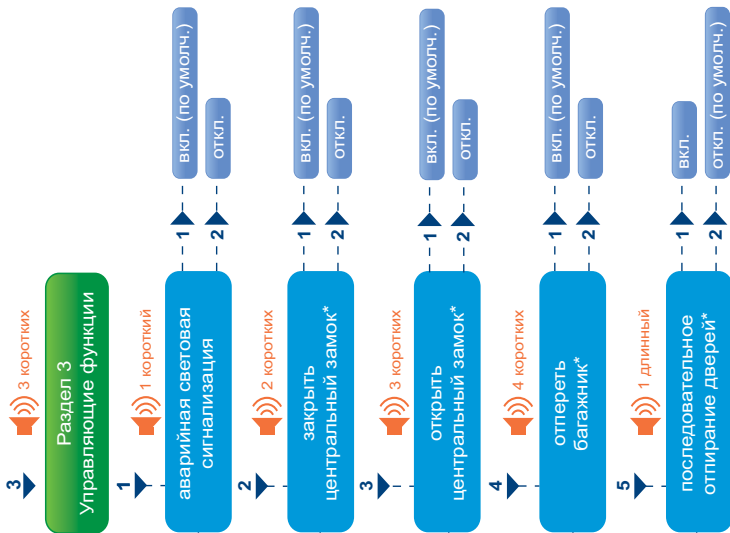 3
3 коротких
Раздел 3
Управляющие функции
1
1 короткий
аварийная световая
сигнализация
1
вкл. (по умолч.)
2
откл.
2
2 коротких
закрыть
центральный замок*
1
вкл. (по умолч.)
2
откл.
3
3 коротких
открыть
центральный замок*
1
вкл. (по умолч.)
2
откл.
4
4 коротких
отпереть
багажник*
1
вкл. (по умолч.)
2
откл.
5
1 длинный
последовательное
отпирание дверей*
1
вкл.
2
откл. (по умолч.)